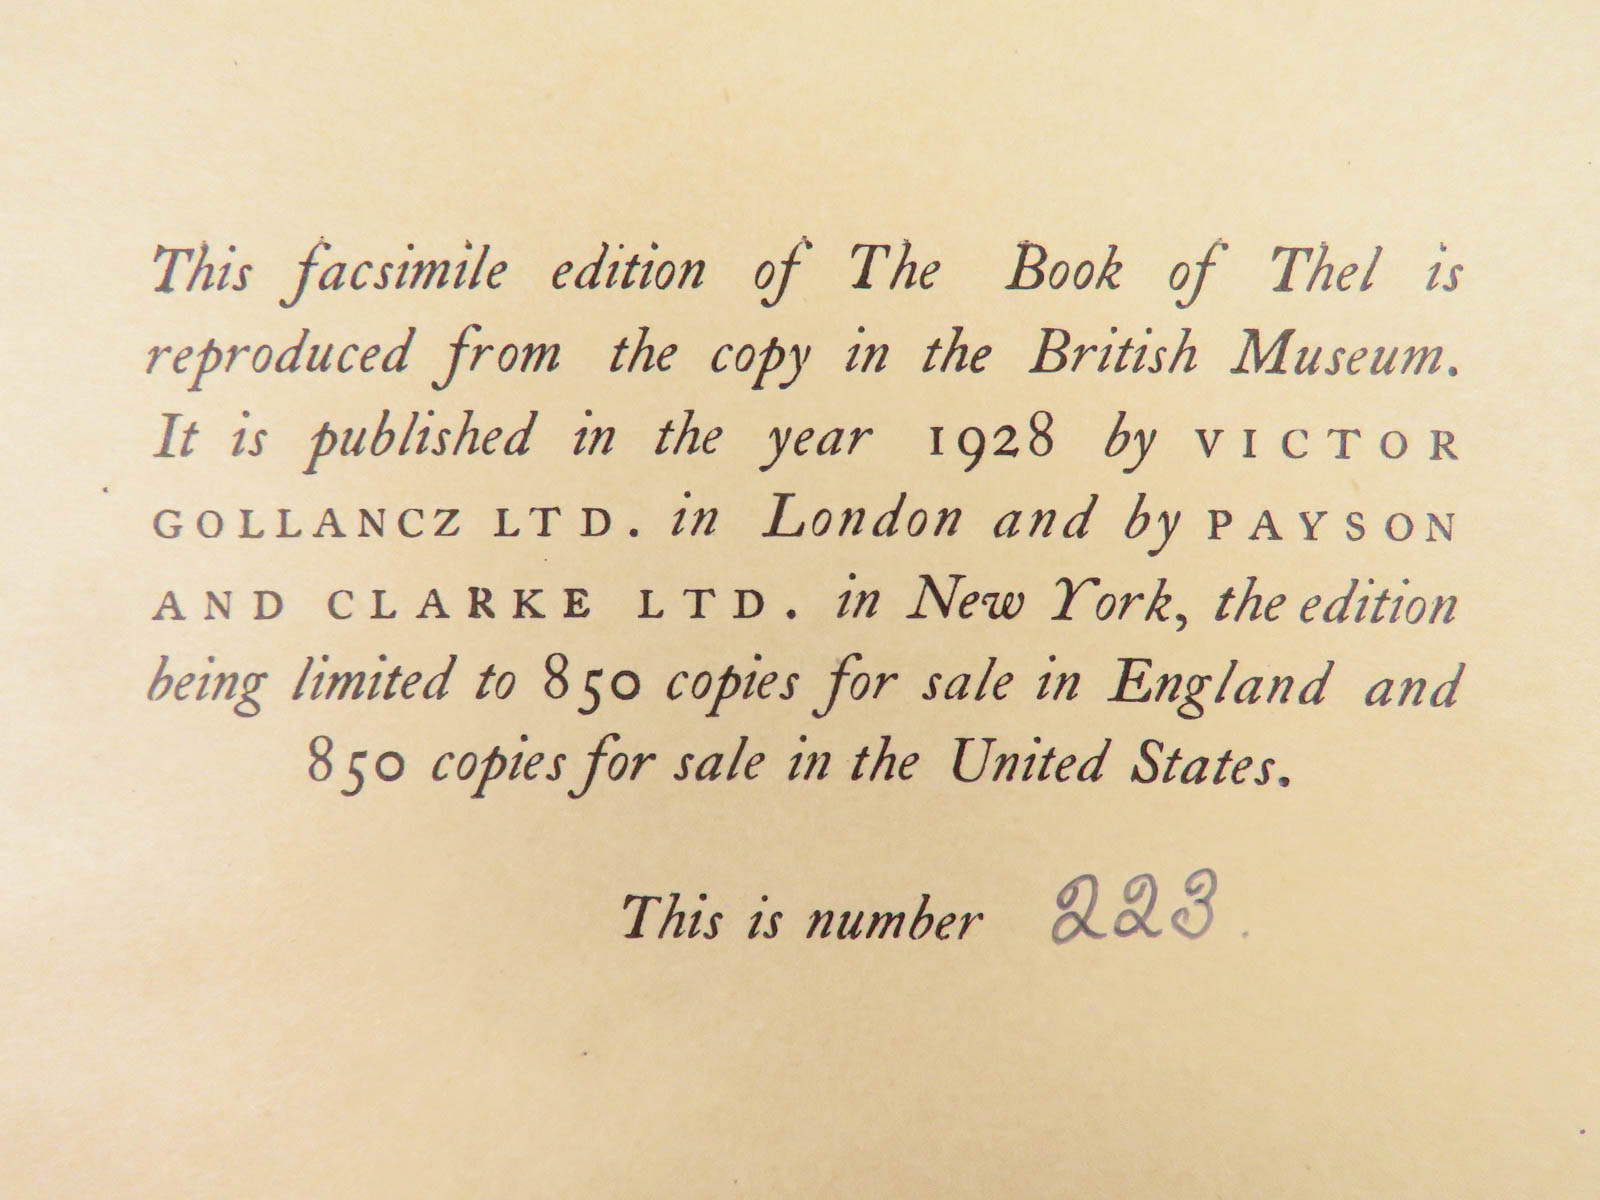 This facsimile edition of The Book of Thel is
reproduced from the copy in the British Museum.
It is published in the year 1928 by VICTOR
GOLLANCZ LTD. in London and by PAYSON
AND CLARKE LTD. in New York, the edition
being limited to 850 copies for sale in England and
850 copies for sale in the United States.
This is number 223.